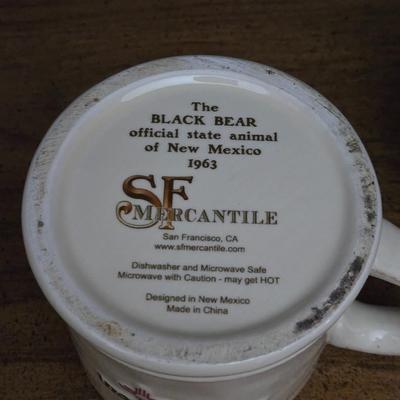 The
BLACK BEAR
official state animal
of New Mexico
1963
SF
MERCANTILE
San Francisco, CA
www.sfmercantile.com
Dishwasher and Microwave Safe
Microwave with Caution - may get HOT
Designed in New Mexico
Made in China